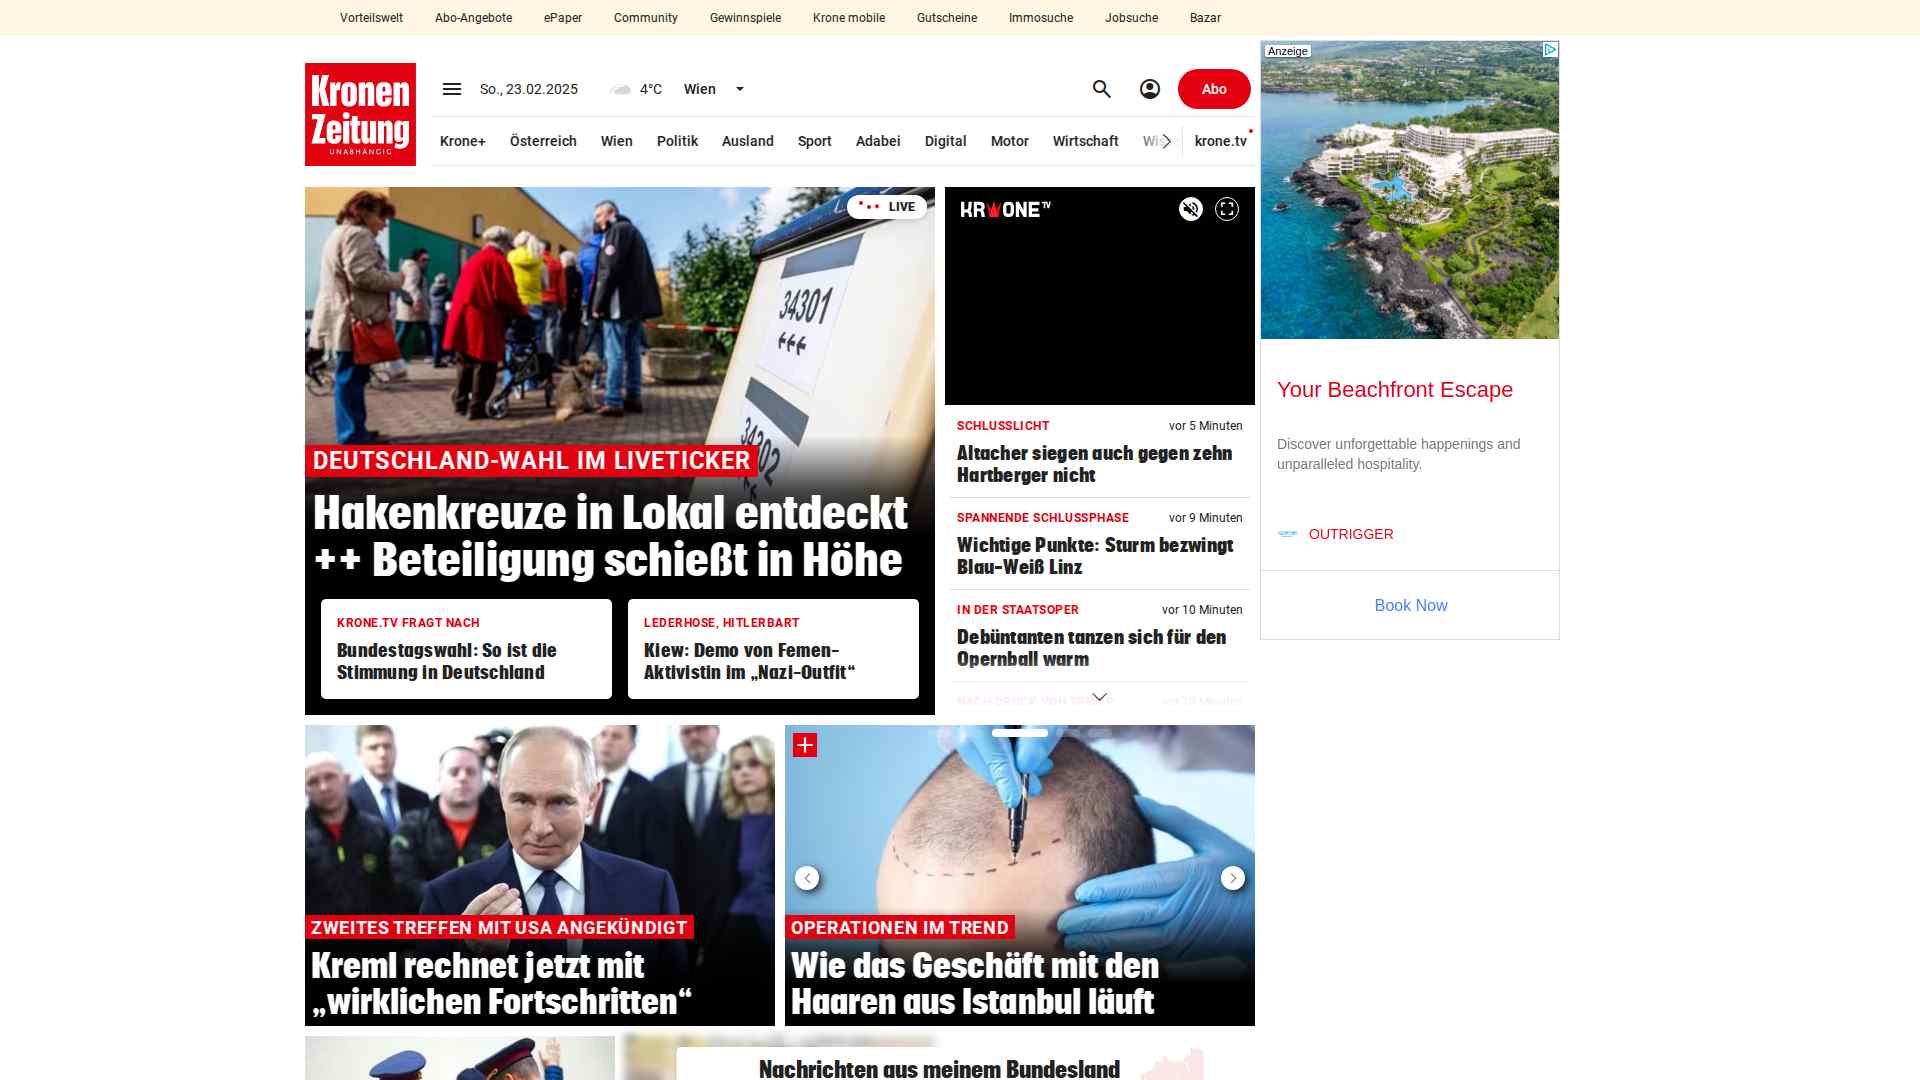 Vorteilswelt Abo-Angebote ePaper Community Gewinnspiele Krone mobile Gutscheine Immosuche Jobsuche Bazar
Kronen
Zeitung
UNABHÄNGIG
So., 23.02.2025 4°C Wien
Abo
Krone+ Österreich Wien Politik Ausland Sport Adabei Digital Motor Wirtschaft krone.tv
LIVE
34301
34302
DEUTSCHLAND-WAHL IM LIVETICKER
Hakenkreuze in Lokal entdeckt
++ Beteiligung schießt in Höhe
KRONE.TV FRAGT NACH
Bundestagswahl: So ist die
Stimmung in Deutschland
LEDERHOSE, HITLERBART
Kiew: Demo von Femen-
Aktivistin im „Nazi-Outfit“
KRONE TV
SCHLUSSLICHT vor 5 Minuten
Altacher siegen auch gegen zehn
Hartberger nicht
SPANNENDE SCHLUSSPHASE vor 9 Minuten
Wichtige Punkte: Sturm bezwingt
Blau-Weiß Linz
IN DER STAATSOPER vor 10 Minuten
Debütanten tanzen sich für den
Opernball warm
Anzeige
Your Beachfront Escape
Discover unforgettable happenings and
unparalleled hospitality.
OUTRIGGER
Book Now
ZWEITES TREFFEN MIT USA ANGEKÜNDIGT
Kreml rechnet jetzt mit
„wirklichen Fortschritten“
OPERATIONEN IM TREND
Wie das Geschäft mit den
Haaren aus Istanbul läuft
Nachrichten aus meinem Bundesland